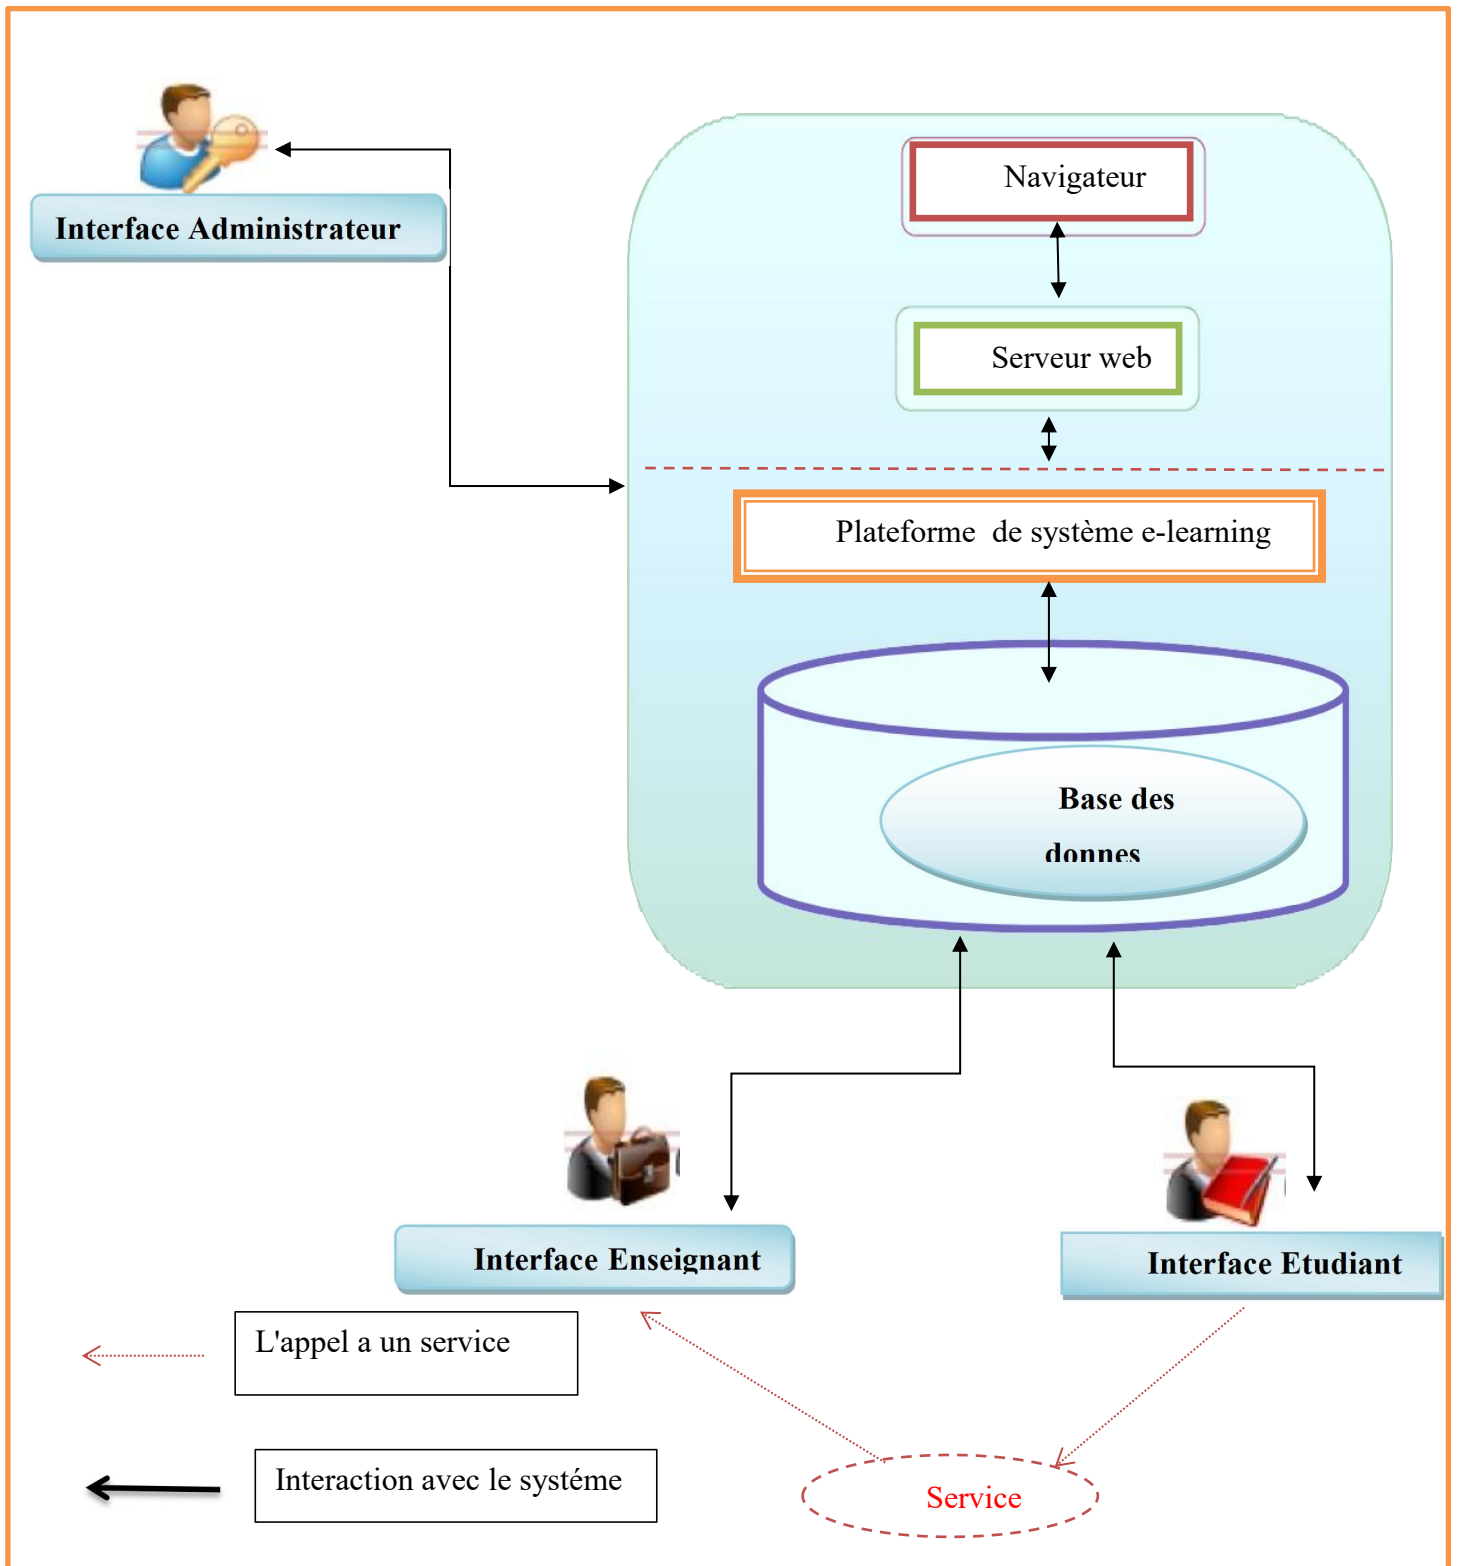 Navigateur
Interface Administrateur
Serveur web
Plateforme de système e-learning
Base des
donnes
Interface Enseignant
Interface Etudiant
L'appel a un service
Interaction avec le systéme
Service